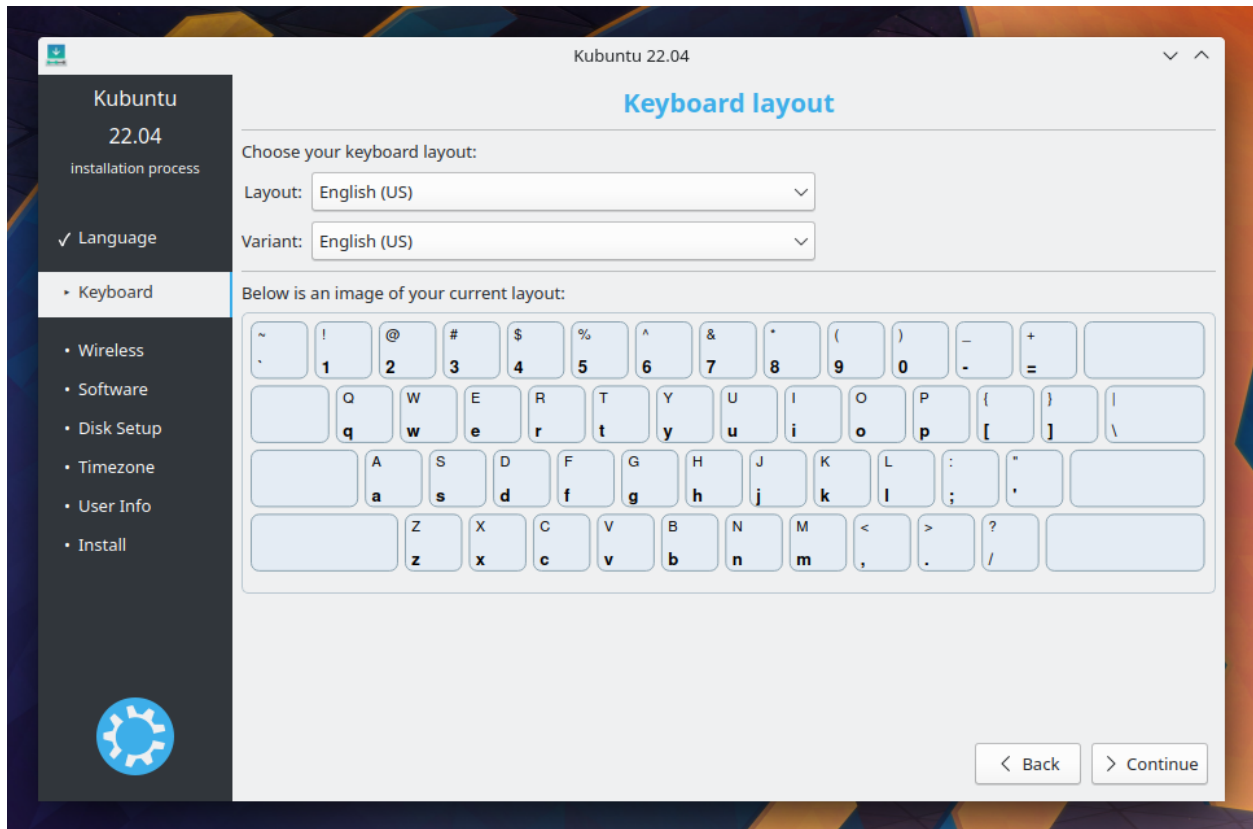 Kubuntu 22.04
Kubuntu
22.04
installation process
✓ Language
▸ Keyboard
• Wireless
• Software
• Disk Setup
• Timezone
• User Info
• Install
Keyboard layout
Choose your keyboard layout:
Layout: English (US)
Variant: English (US)
Below is an image of your current layout:
~ ! @ # $ % ^ & * ( ) _ +
` 1 2 3 4 5 6 7 8 9 0 - =
Q W E R T Y U I O P { } |
q w e r t y u i o p [ ] \
A S D F G H J K L : "
a s d f g h j k l ; '
Z X C V B N M < > ?
z x c v b n m , . /
< Back
> Continue